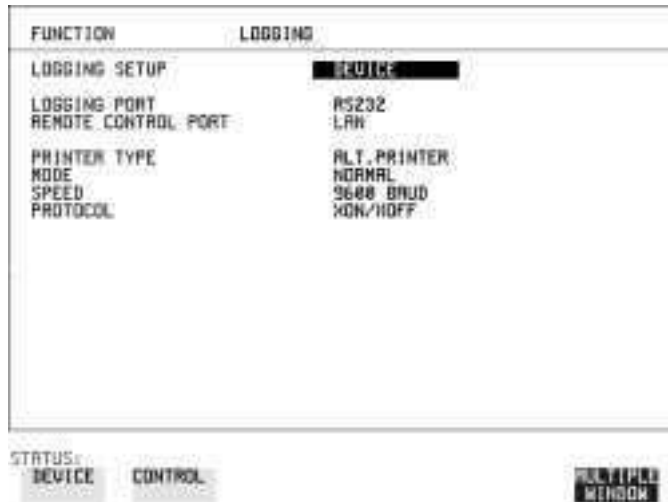 FUNCTION LOGGING
LOGGING SETUP DEVICE
LOGGING PORT RS232
REMOTE CONTROL PORT LAN
PRINTER TYPE ALT.PRINTER
MODE NORMAL
SPEED 9600 BAUD
PROTOCOL XON/XOFF
STATUS:
DEVICE CONTROL MULTIPLE
WINDOW